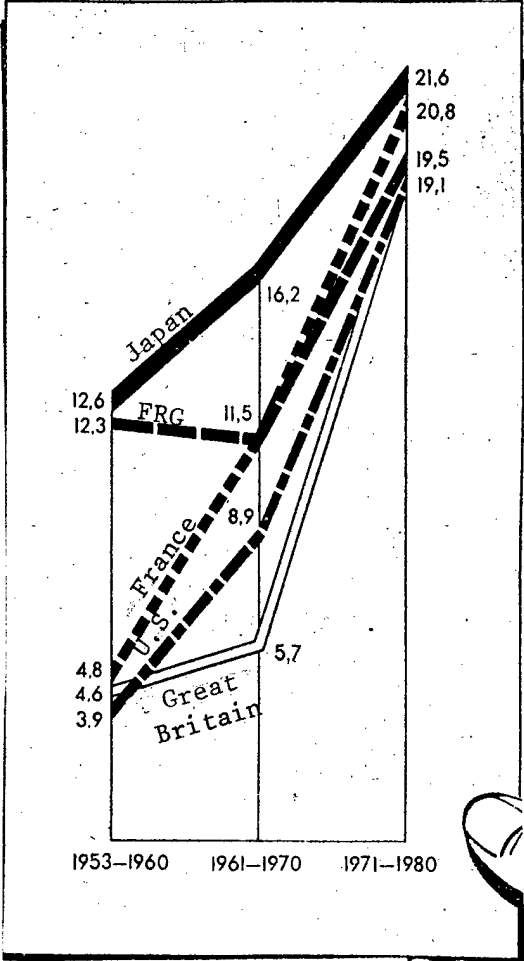 21,6
20,8
19,5
19,1
16,2
Japan
12,6
12,3
FRG
11,5
8,9
France
U.S.
4,8
4,6
3,9
5,7
Great
Britain
1953—1960
1961—1970
1971—1980